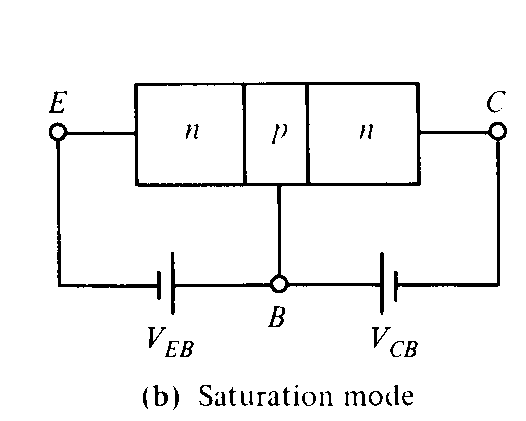 E
C
n p n
B
V_EB
V_CB
(b) Saturation mode